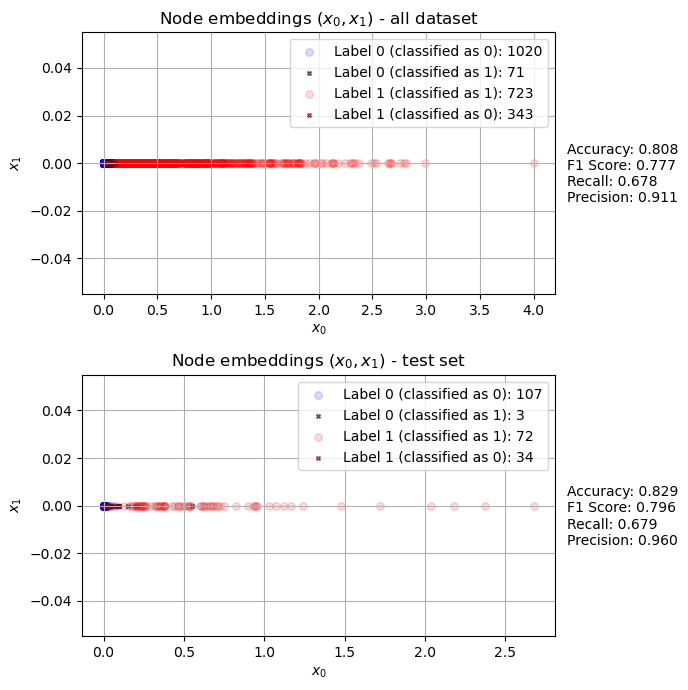 Node embeddings (x₀, x₁) - all dataset
Label 0 (classified as 0): 1020
Label 0 (classified as 1): 71
Label 1 (classified as 1): 723
Label 1 (classified as 0): 343
0.04
0.02
0.00
−0.02
−0.04
x₁
0.0 0.5 1.0 1.5 2.0 2.5 3.0 3.5 4.0
x₀
Accuracy: 0.808
F1 Score: 0.777
Recall: 0.678
Precision: 0.911
Node embeddings (x₀, x₁) - test set
Label 0 (classified as 0): 107
Label 0 (classified as 1): 3
Label 1 (classified as 1): 72
Label 1 (classified as 0): 34
0.04
0.02
0.00
−0.02
−0.04
x₁
0.0 0.5 1.0 1.5 2.0 2.5
x₀
Accuracy: 0.829
F1 Score: 0.796
Recall: 0.679
Precision: 0.960